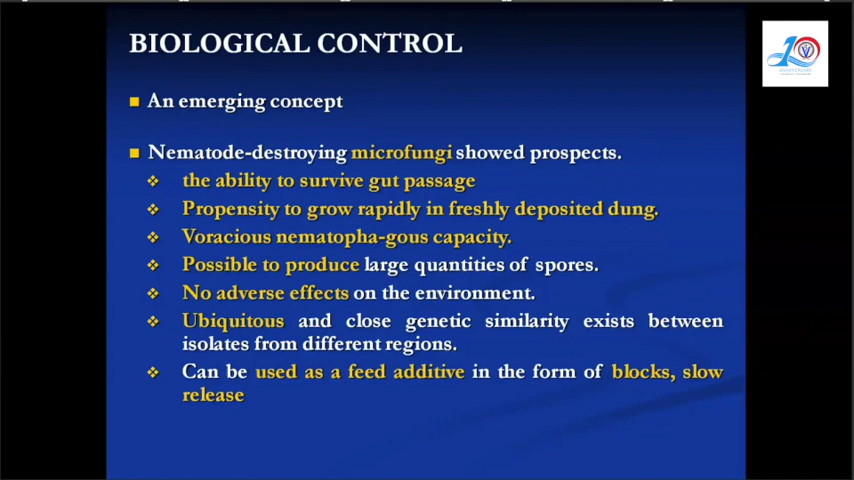 BIOLOGICAL CONTROL
An emerging concept
Nematode-destroying microfungi showed prospects.
the ability to survive gut passage
Propensity to grow rapidly in freshly deposited dung.
Voracious nematopha-gous capacity.
Possible to produce large quantities of spores.
No adverse effects on the environment.
Ubiquitous and close genetic similarity exists between
isolates from different regions.
Can be used as a feed additive in the form of blocks, slow
release
10
V
ANNIVERSARY